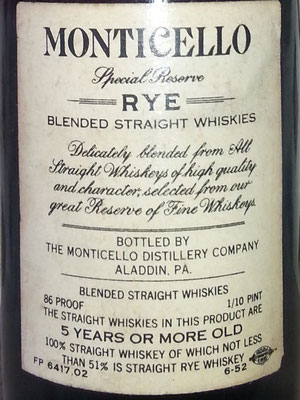 MONTICELLO
Special Reserve
RYE
BLENDED STRAIGHT WHISKIES
Delicately blended from All
Straight Whiskeys of high quality
and character, selected from our
great Reserve of Fine Whiskeys.
BOTTLED BY
THE MONTICELLO DISTILLERY COMPANY
ALADDIN, PA.
BLENDED STRAIGHT WHISKIES
86 PROOF 1/10 PINT
THE STRAIGHT WHISKIES IN THIS PRODUCT ARE
5 YEARS OR MORE OLD
100% STRAIGHT WHISKEY OF WHICH NOT LESS
THAN 51% IS STRAIGHT RYE WHISKEY
FP 6417.02 6-52